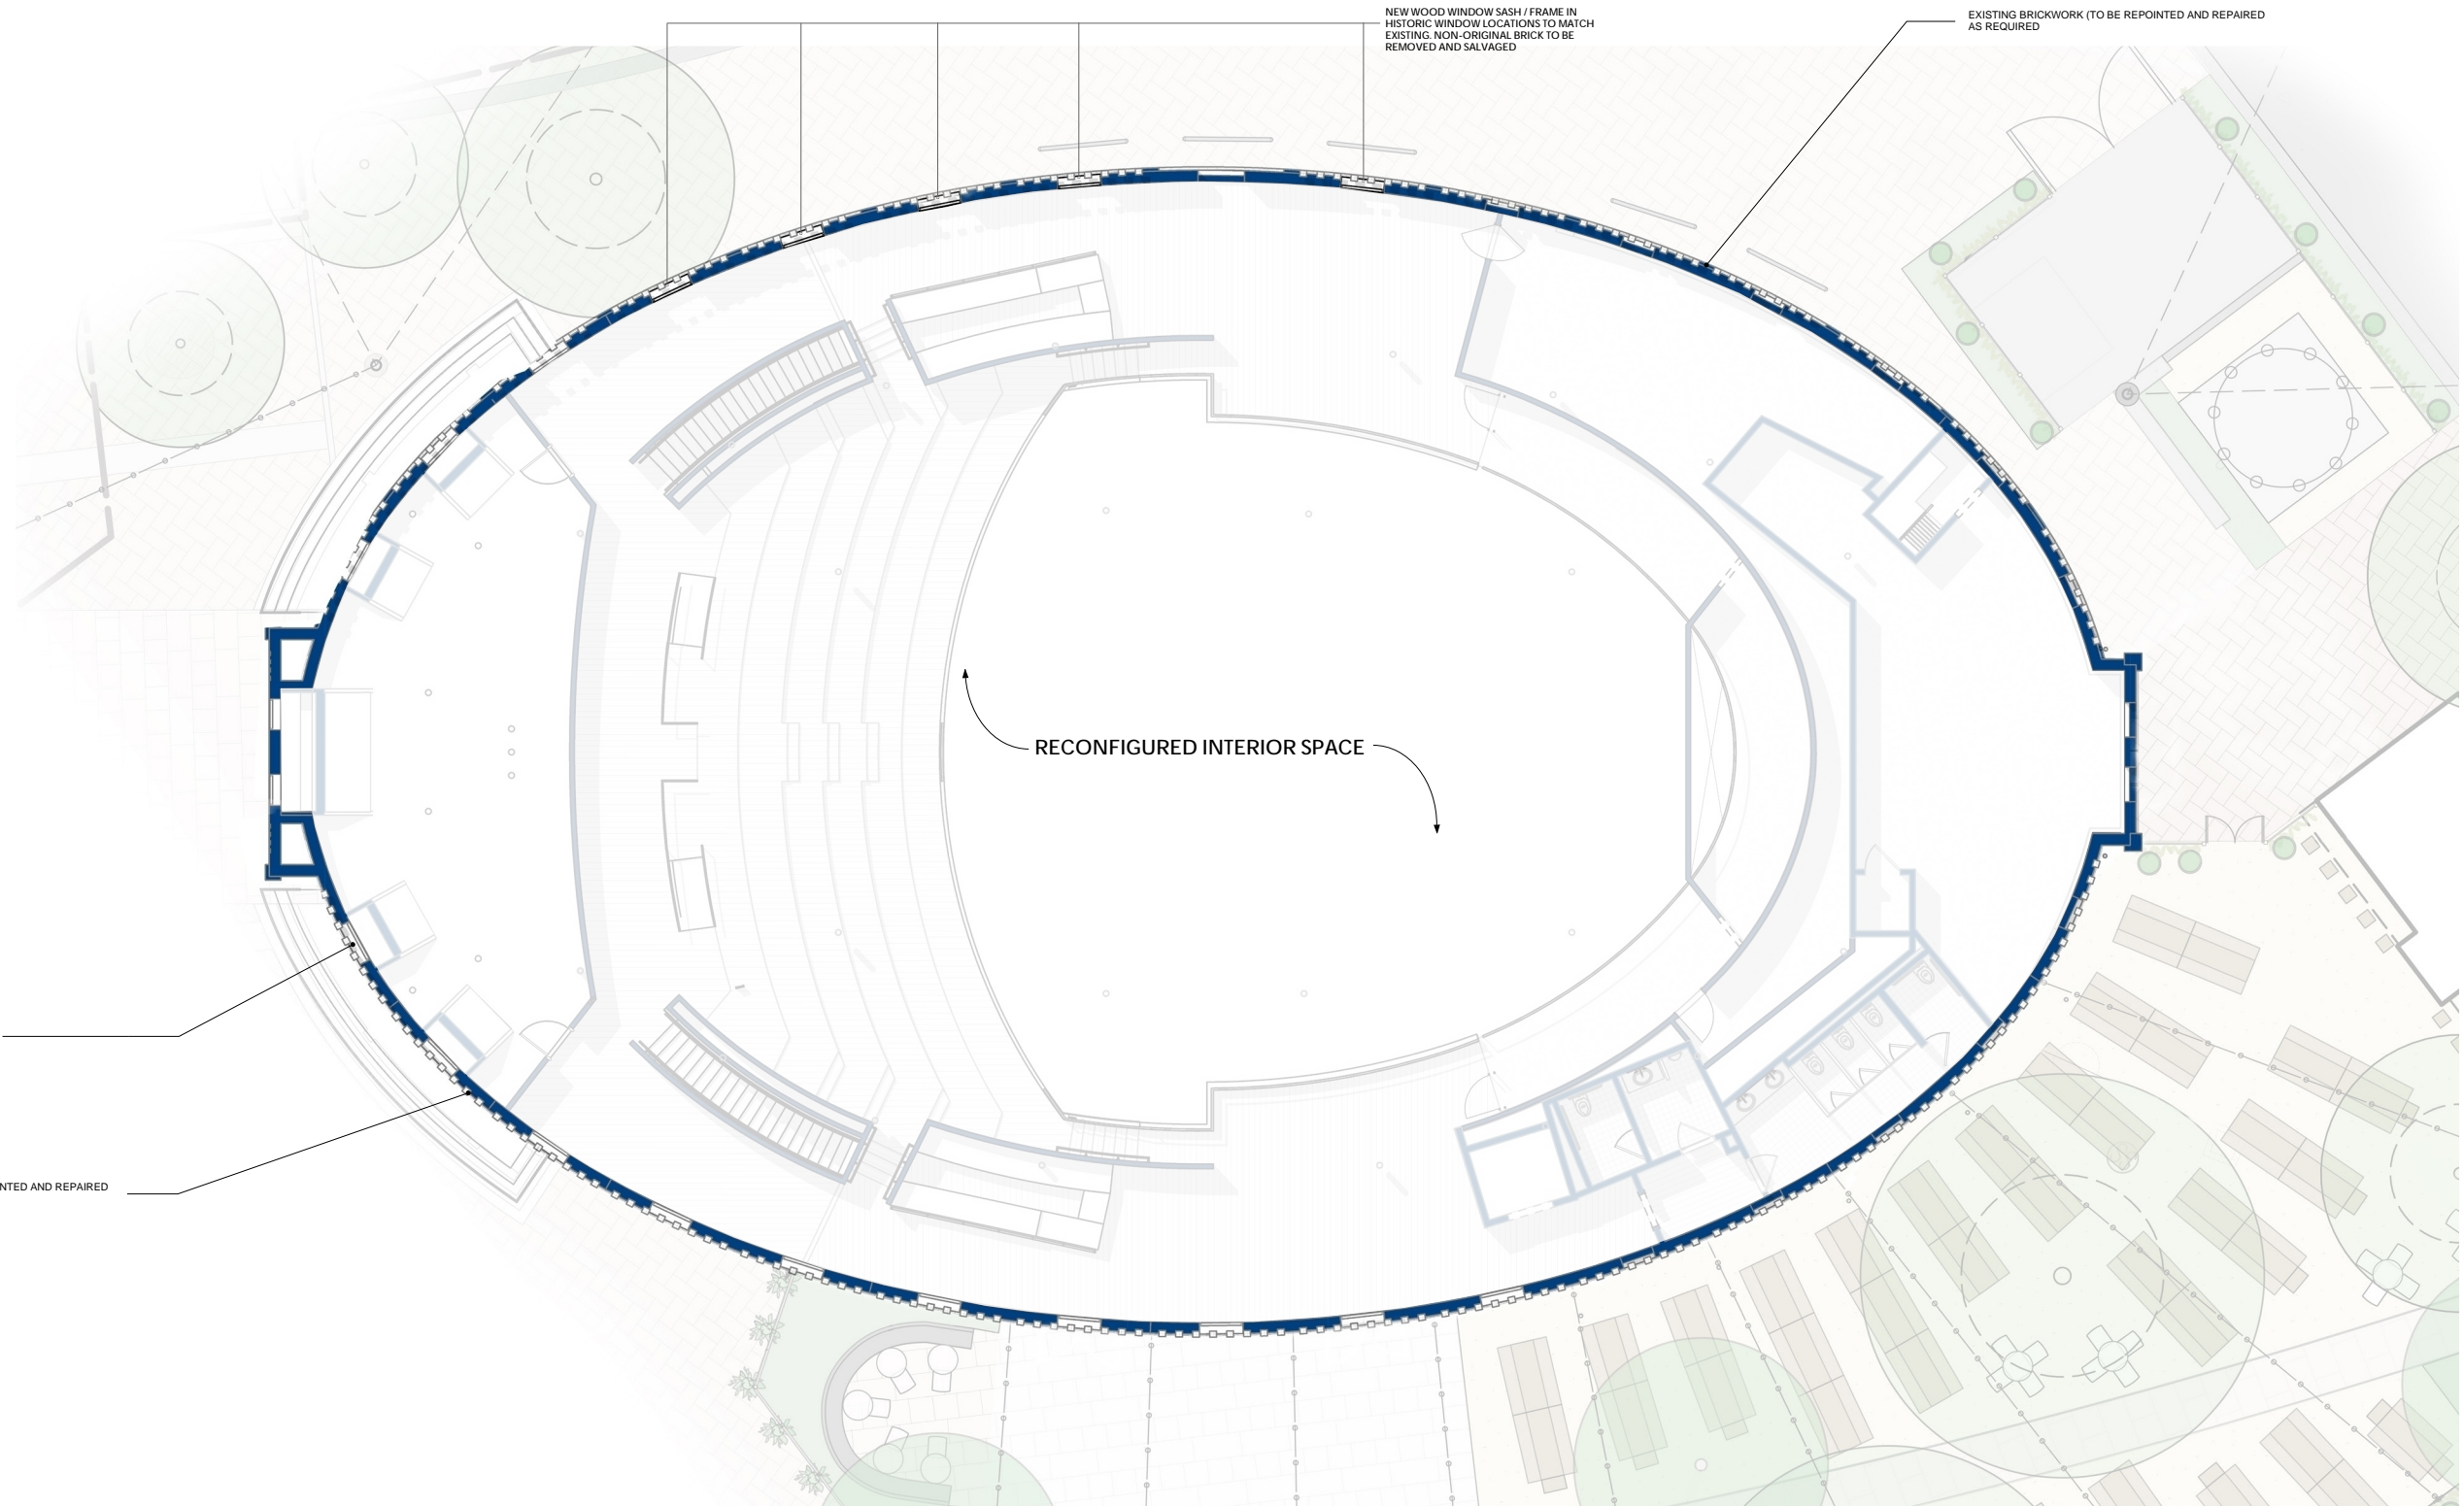 NEW WOOD WINDOW SASH / FRAME IN
HISTORIC WINDOW LOCATIONS TO MATCH
EXISTING. NON-ORIGINAL BRICK TO BE
REMOVED AND SALVAGED
EXISTING BRICKWORK (TO BE REPOINTED AND REPAIRED
AS REQUIRED
RECONFIGURED INTERIOR SPACE
NTED AND REPAIRED